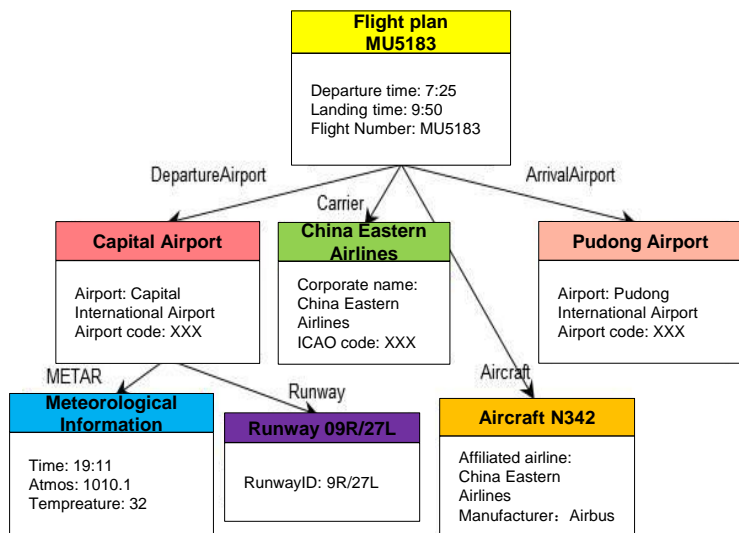 Flight plan
MU5183
Departure time: 7:25
Landing time: 9:50
Flight Number: MU5183
DepartureAirport
Carrier
ArrivalAirport
Capital Airport
Airport: Capital
International Airport
Airport code: XXX
China Eastern
Airlines
Corporate name:
China Eastern
Airlines
ICAO code: XXX
Pudong Airport
Airport: Pudong
International Airport
Airport code: XXX
METAR
Runway
Aircraft
Meteorological
Information
Time: 19:11
Atmos: 1010.1
Tempreature: 32
Runway 09R/27L
RunwayID: 9R/27L
Aircraft N342
Affiliated airline:
China Eastern
Airlines
Manufacturer：Airbus